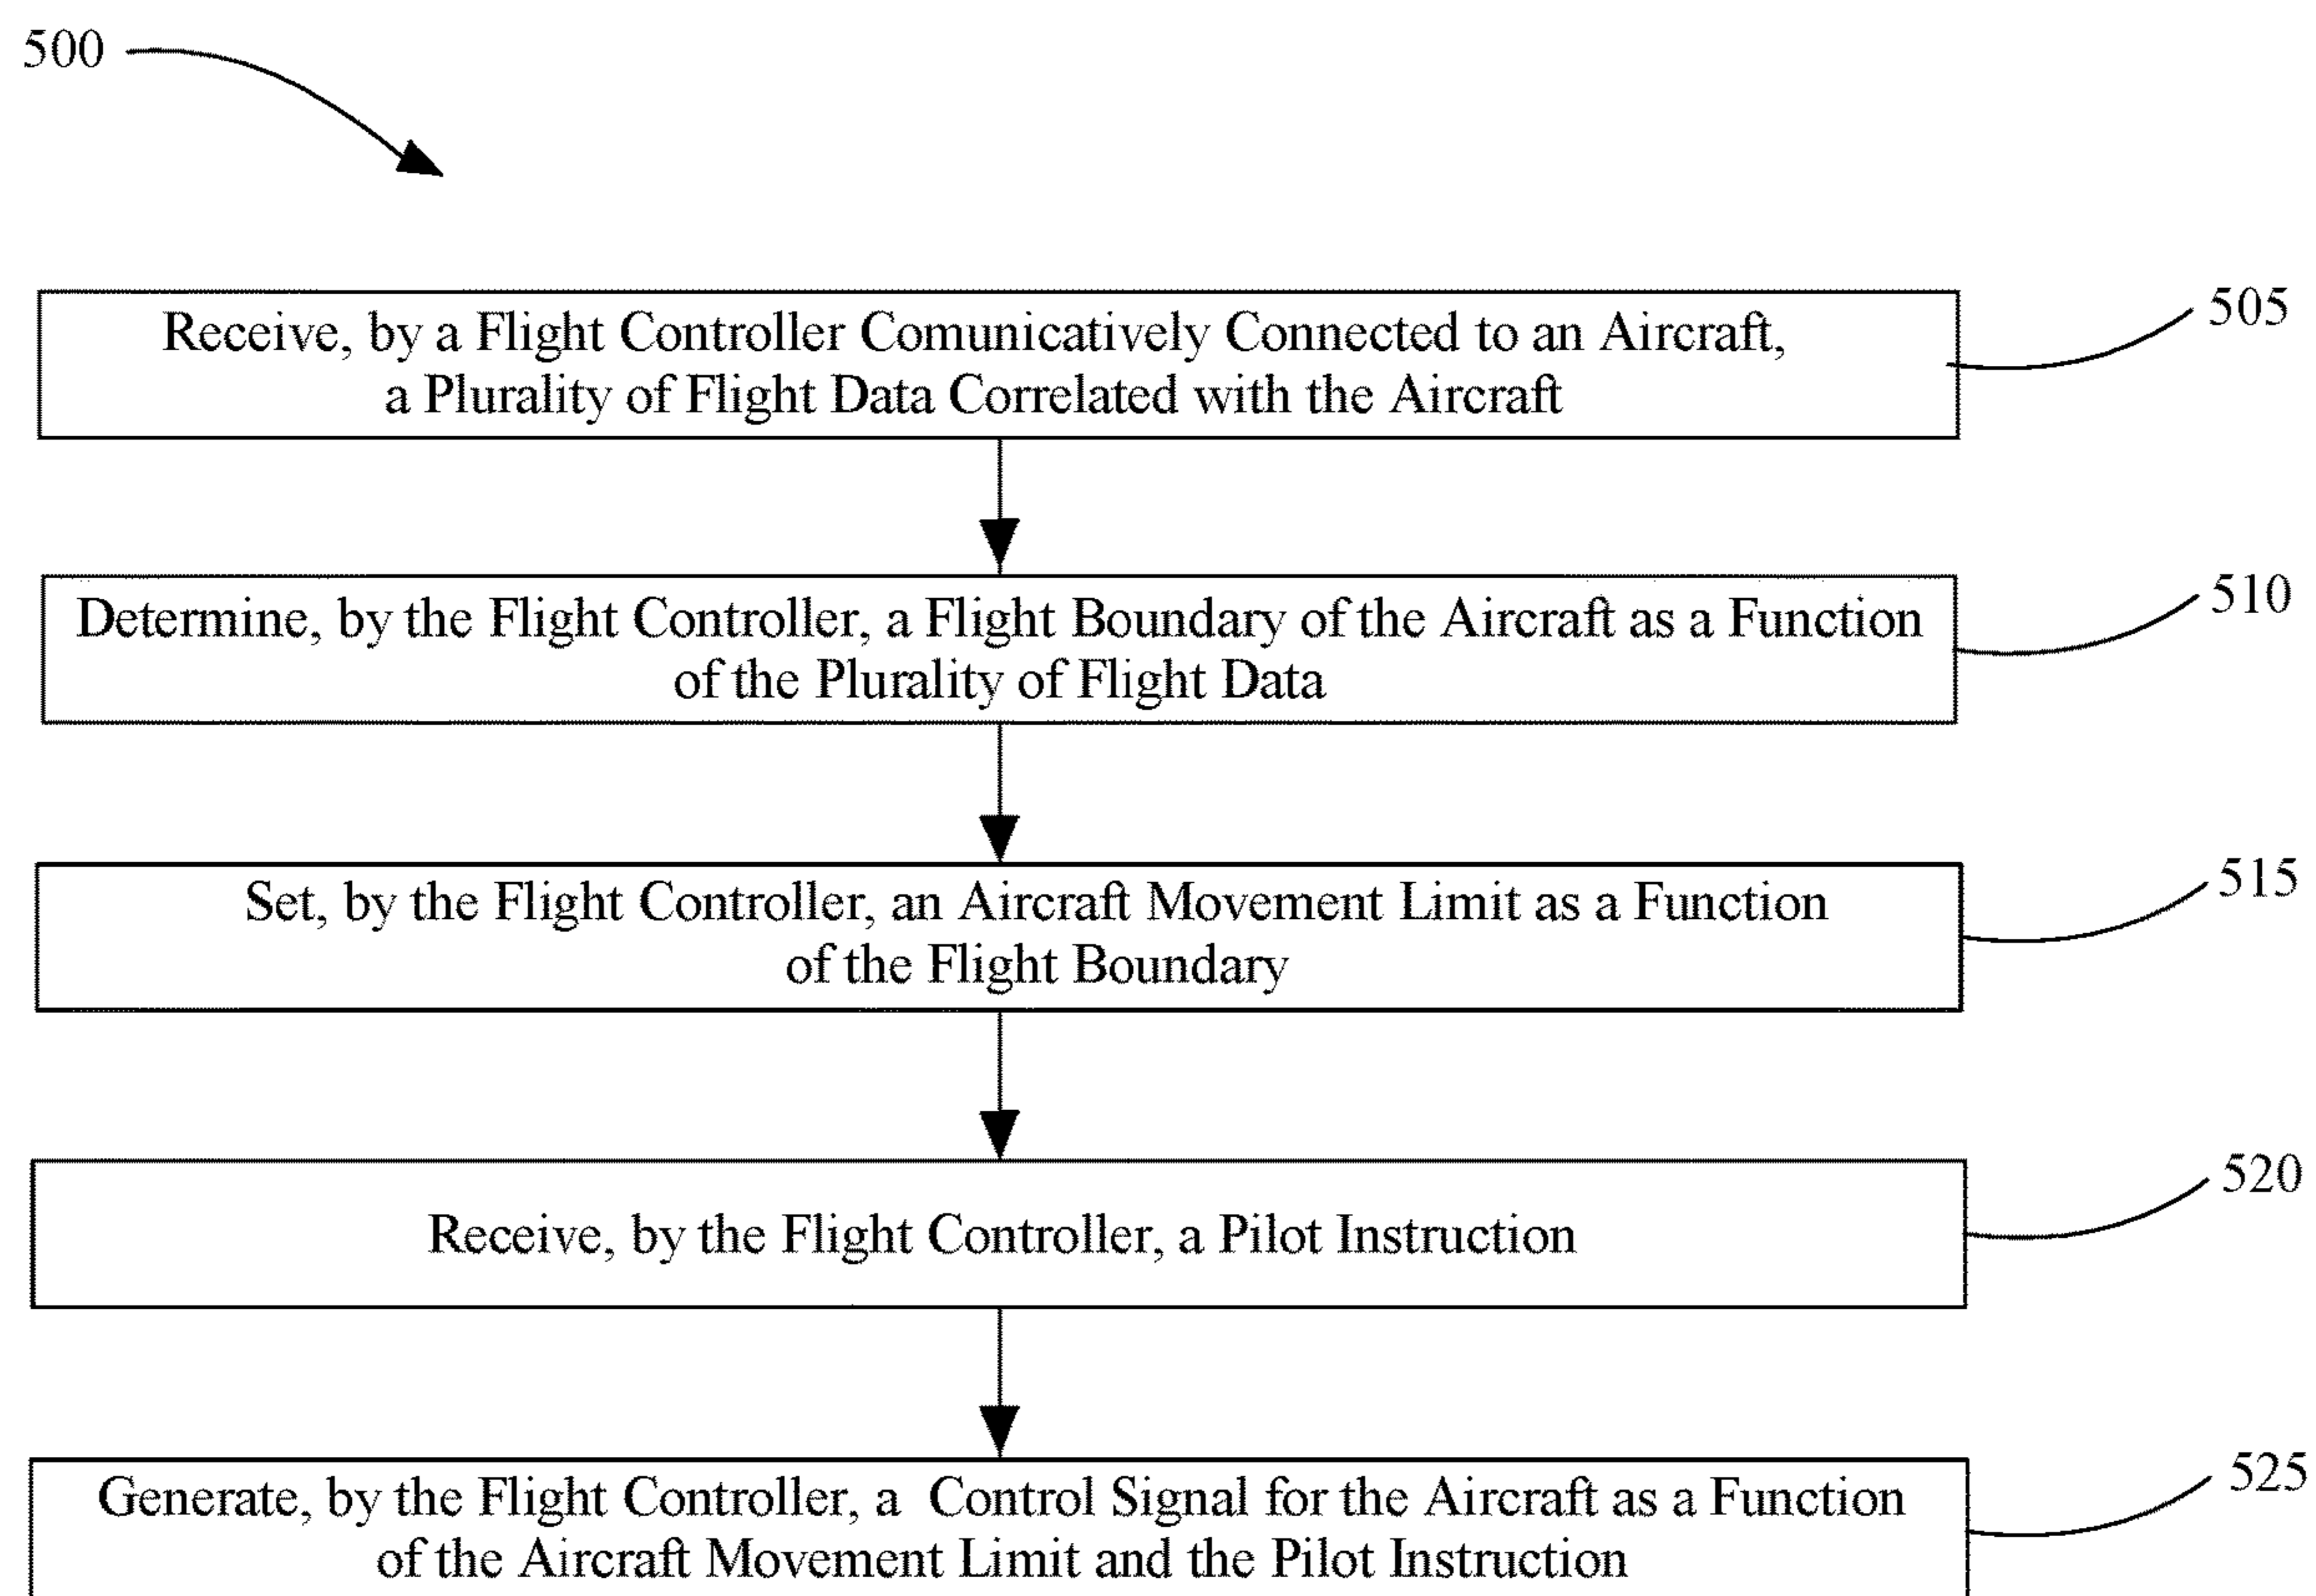 500
Receive, by a Flight Controller Comunicatively Connected to an Aircraft,
a Plurality of Flight Data Correlated with the Aircraft
505
Determine, by the Flight Controller, a Flight Boundary of the Aircraft as a Function
of the Plurality of Flight Data
510
Set, by the Flight Controller, an Aircraft Movement Limit as a Function
of the Flight Boundary
515
Receive, by the Flight Controller, a Pilot Instruction
520
Generate, by the Flight Controller, a  Control Signal for the Aircraft as a Function
of the Aircraft Movement Limit and the Pilot Instruction
525